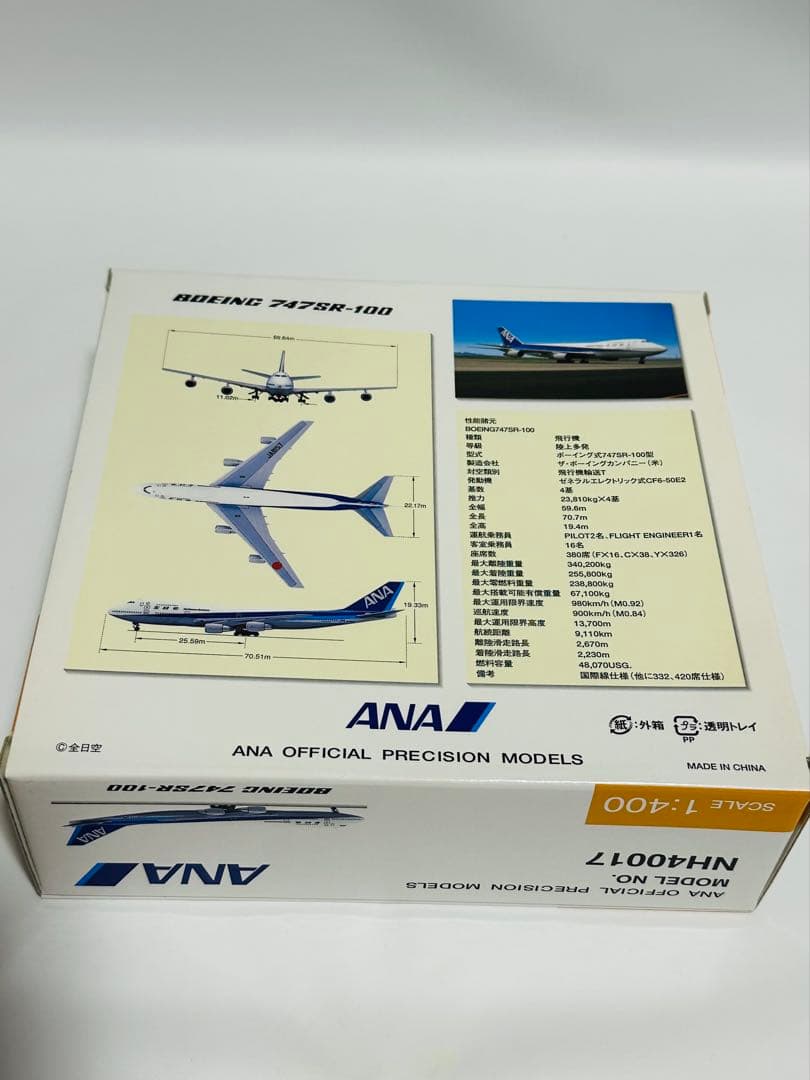 BOEING 747SR-100
59.64m
11.02m
22.17m
ANA
19.33m
25.59m
70.51m
ANA
性能諸元
BOEING747SR-100
種類 飛行機
等級 陸上多発
型式 ボーイング式747SR-100型
製造会社 ザ・ボーイングカンパニー(米)
対空類別 飛行機輸送T
発動機 ゼネラルエレクトリック式CF6-50E2
基数 4基
推力 23,810kg×4基
全幅 59.6m
全長 70.7m
全高 19.4m
運航乗務員 PILOT2名、FLIGHT ENGINEER1名
客室乗務員 16名
座席数 380席(F×16、C×38、Y×326)
最大離陸重量 340,200kg
最大着陸重量 255,800kg
最大零燃料重量 238,800kg
最大搭載可能有償重量 67,100kg
最大運用限界速度 980km/h(M0.92)
巡航速度 900km/h(M0.84)
最大運用限界高度 13,700m
航続距離 9,110km
離陸滑走路長 2,670m
着陸滑走路長 2,230m
燃料容量 48,070USG.
備考 国際線仕様(他に332、420席仕様)
ANA
©全日空
ANA OFFICIAL PRECISION MODELS
紙:外箱 プラ:透明トレイ
PP
MADE IN CHINA
BOEING 747SR-100
SCALE 1:400
ANA
ANA
MODEL NO.
NH40017
ANA OFFICIAL PRECISION MODELS